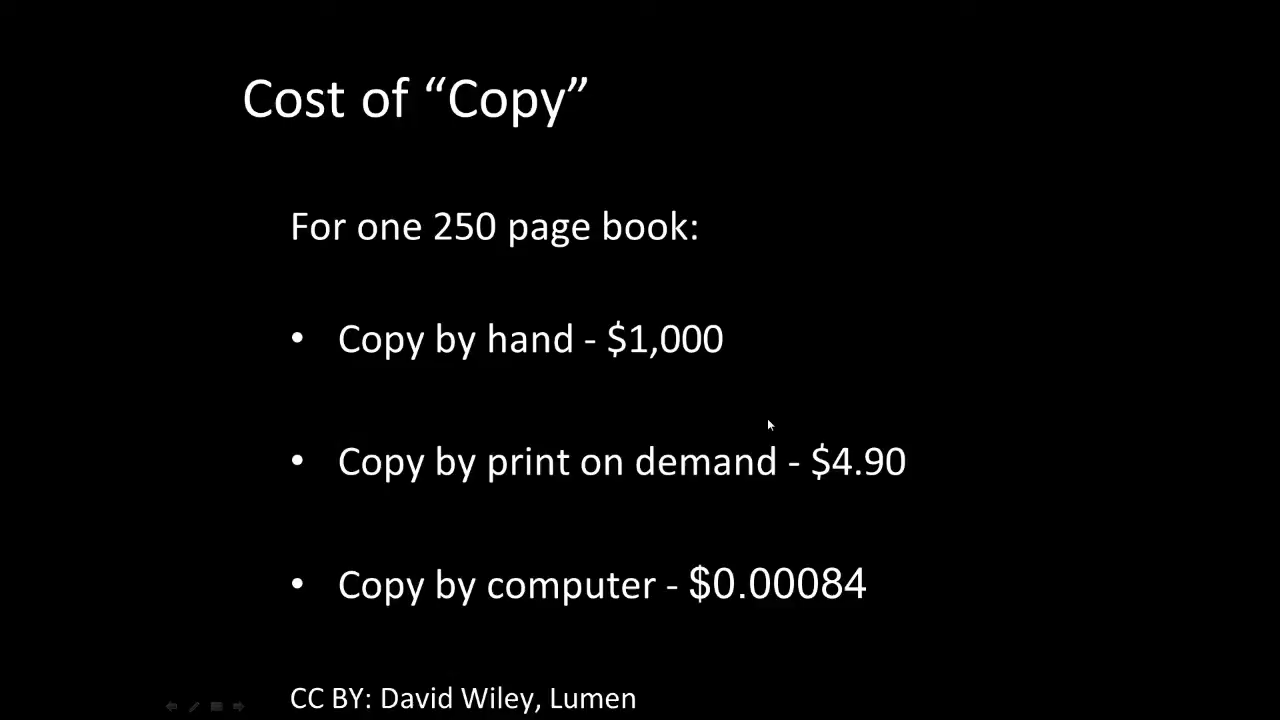 Cost of “Copy”
For one 250 page book:
• Copy by hand - $1,000
• Copy by print on demand - $4.90
• Copy by computer - $0.00084
CC BY: David Wiley, Lumen